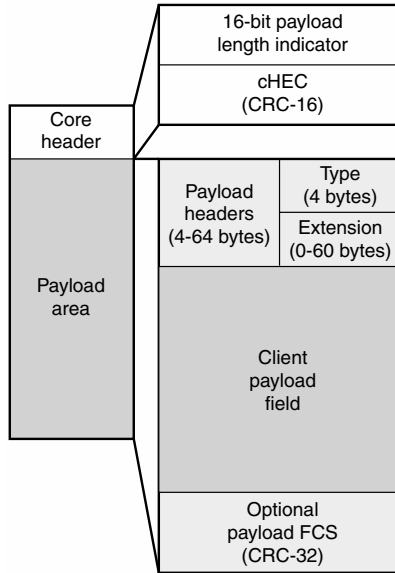 16-bit payload
length indicator
cHEC
(CRC-16)
Core
header
Payload
area
Payload
headers
(4-64 bytes)
Type
(4 bytes)
Extension
(0-60 bytes)
Client
payload
field
Optional
payload FCS
(CRC-32)